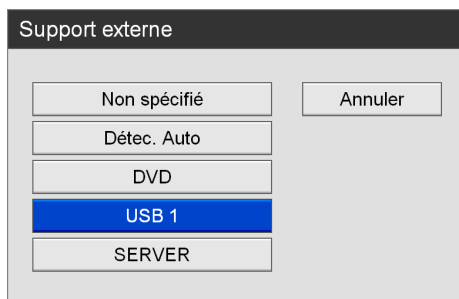 Support externe
Non spécifié
Annuler
Détec. Auto
DVD
USB 1
SERVER